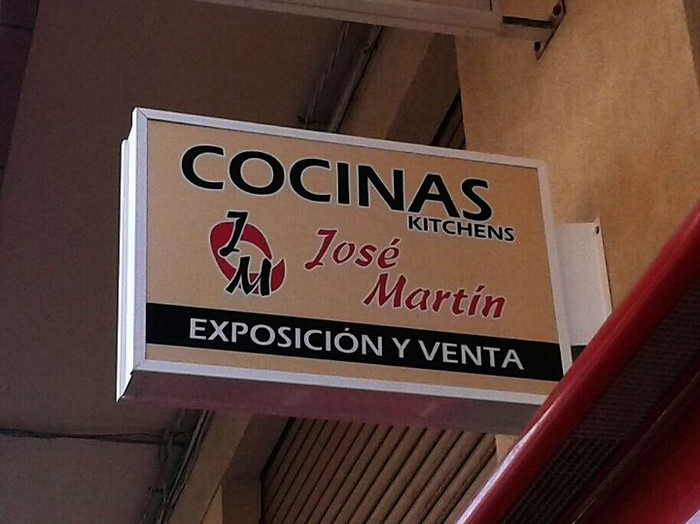 COCINAS
KITCHENS
JM
José
Martín
EXPOSICIÓN Y VENTA